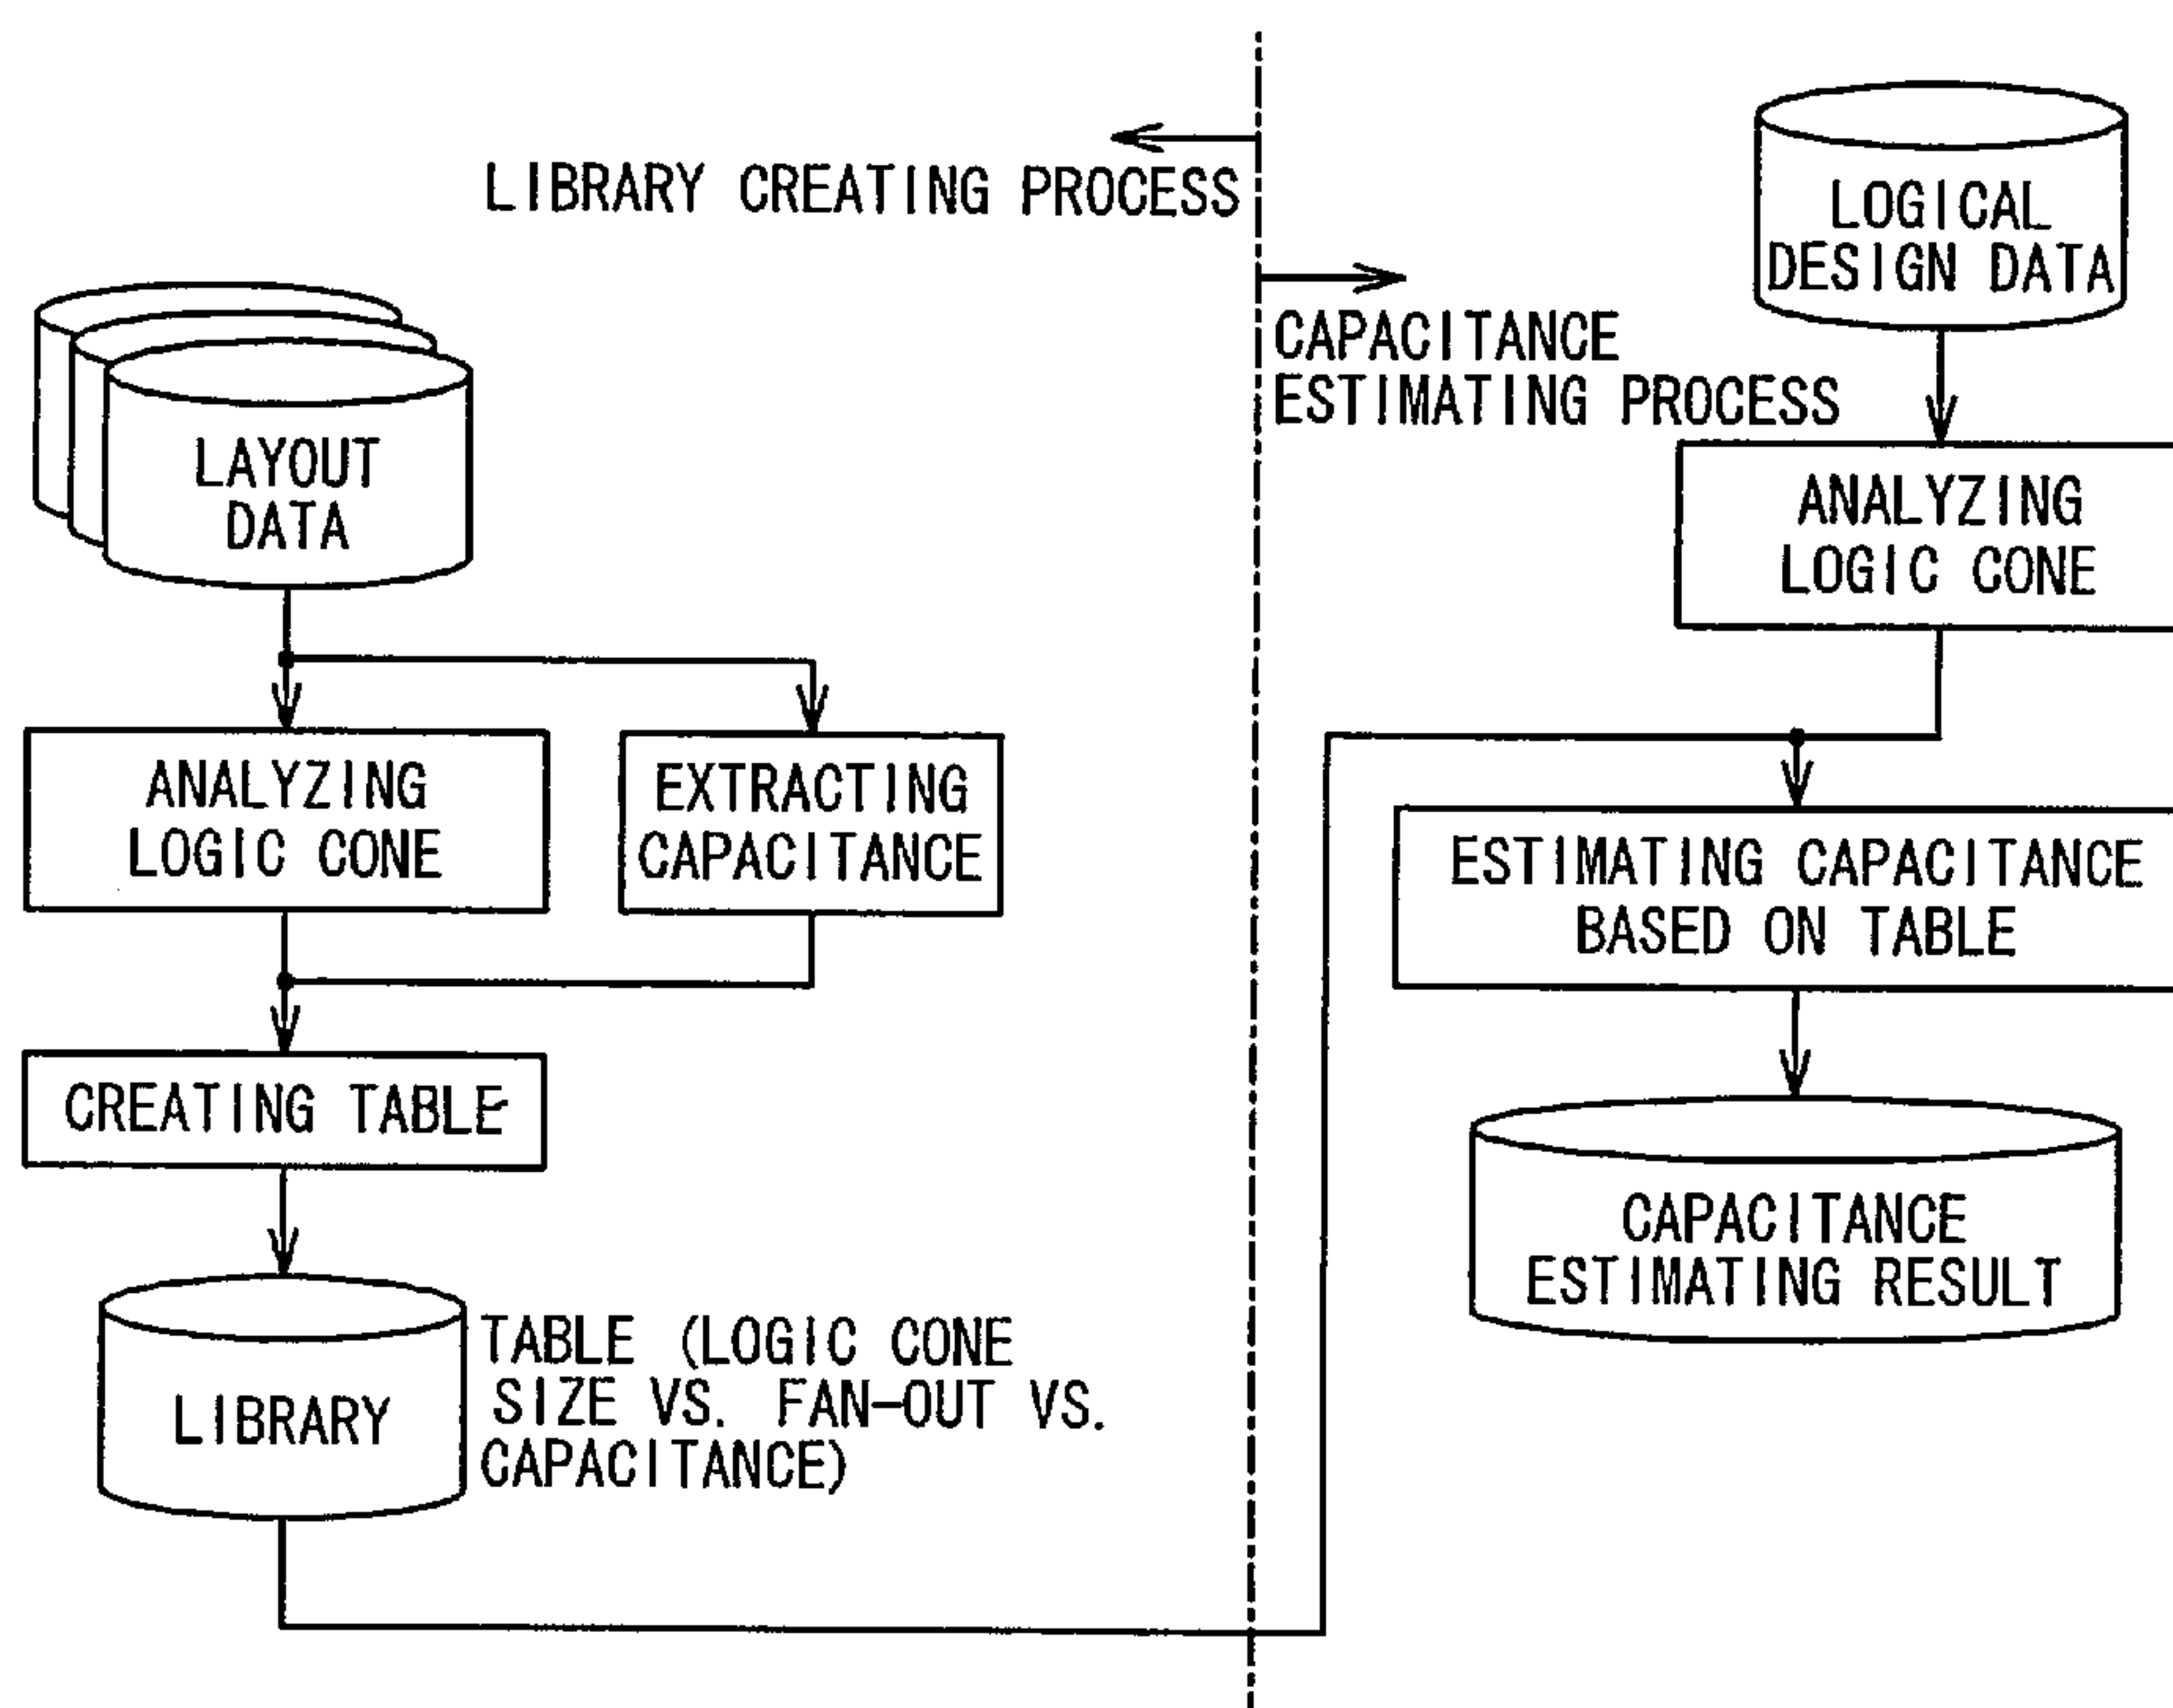 LIBRARY CREATING PROCESS
LAYOUT
DATA
ANALYZING
LOGIC CONE
EXTRACTING
CAPACITANCE
CREATING TABLE
LIBRARY
TABLE (LOGIC CONE
SIZE VS. FAN-OUT VS.
CAPACITANCE)
CAPACITANCE
ESTIMATING PROCESS
LOGICAL
DESIGN DATA
ANALYZING
LOGIC CONE
ESTIMATING CAPACITANCE
BASED ON TABLE
CAPACITANCE
ESTIMATING RESULT